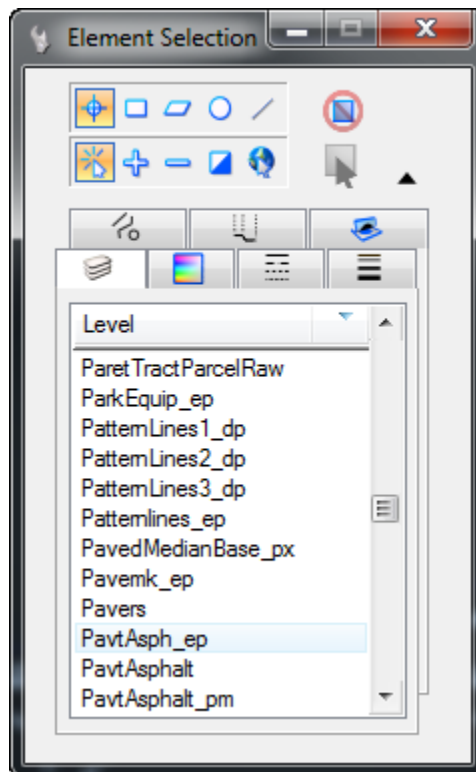 Element Selection
Level
ParetTractParcelRaw
ParkEquip_ep
PatternLines1_dp
PatternLines2_dp
PatternLines3_dp
Patternlines_ep
PavedMedianBase_px
Pavemk_ep
Pavers
PavtAsph_ep
PavtAsphalt
PavtAsphalt_pm